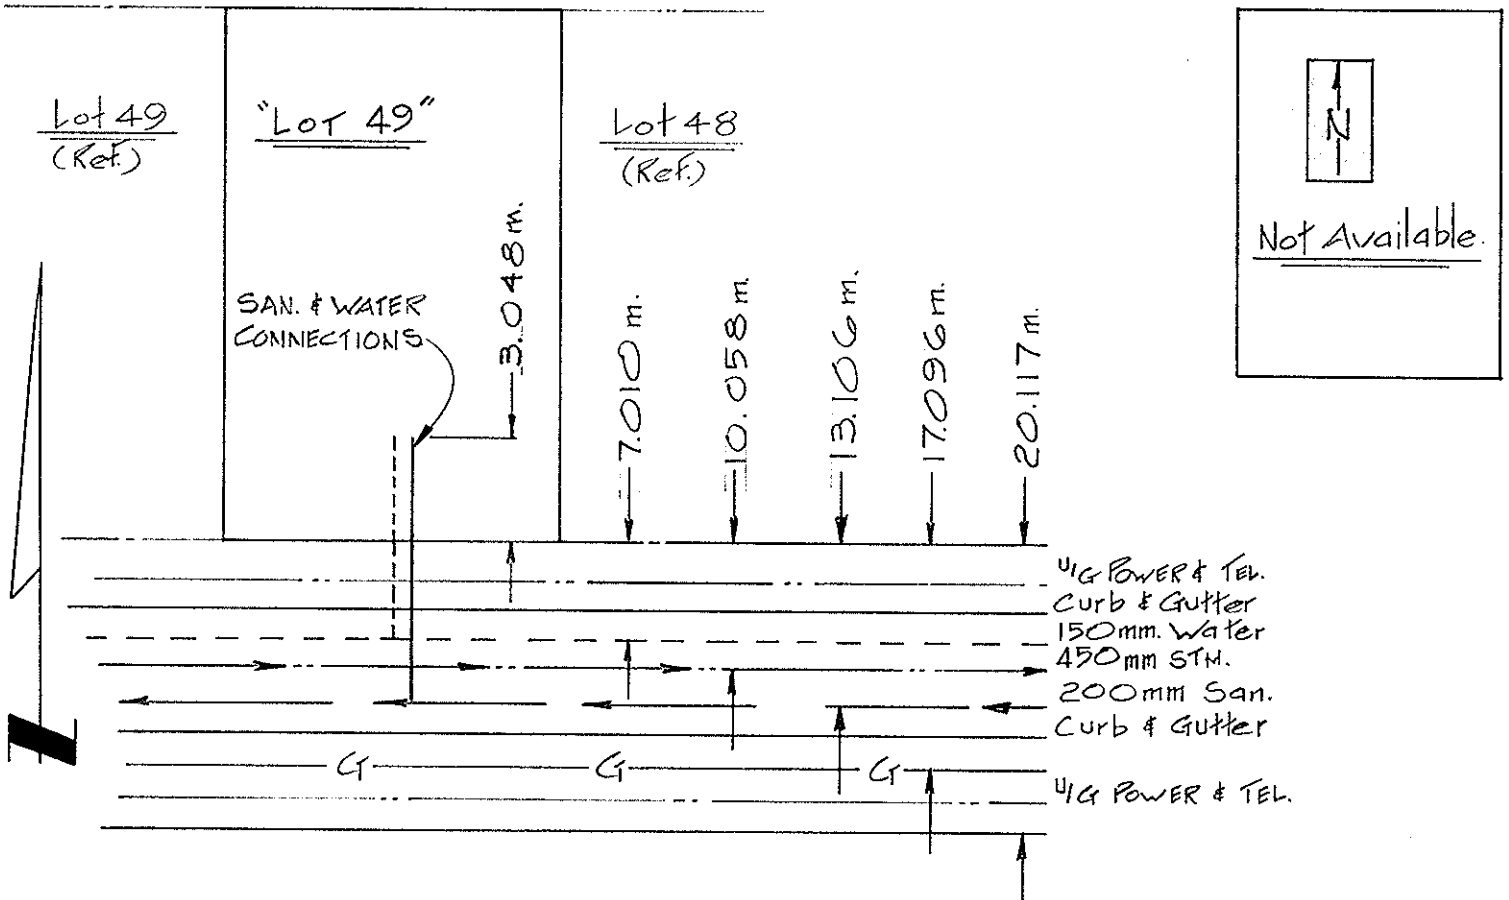 Lot 49
(Ref.)
"LOT 49"
Lot 48
(Ref.)
N
Not Available.
SAN. & WATER
CONNECTIONS
3.048 m.
7.010 m.
10.058 m.
13.106 m.
17.096 m.
20.117 m.
U/G POWER & TEL.
Curb & Gutter
150mm. Water
450mm STM.
200mm San.
Curb & Gutter
G G G
U/G POWER & TEL.
N